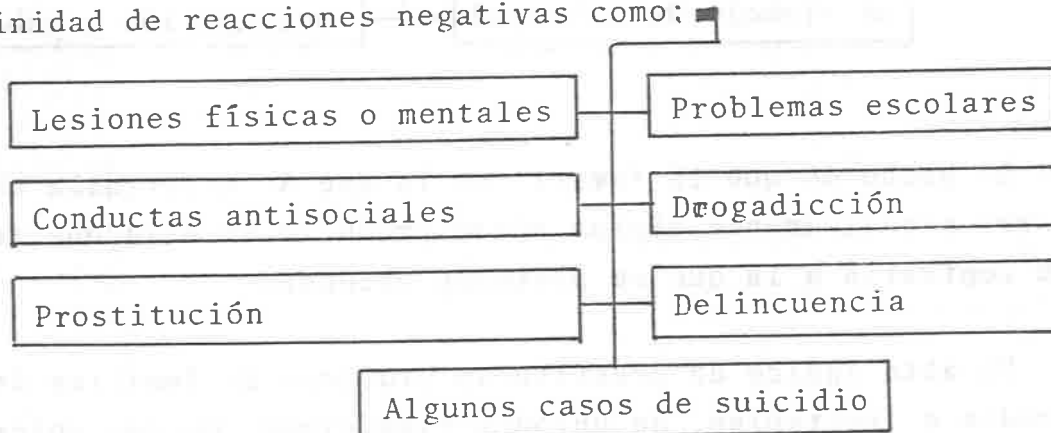 inidad de reacciones negativas como:
Lesiones físicas o mentales
Problemas escolares
Conductas antisociales
Drogadicción
Prostitución
Delincuencia
Algunos casos de suicidio